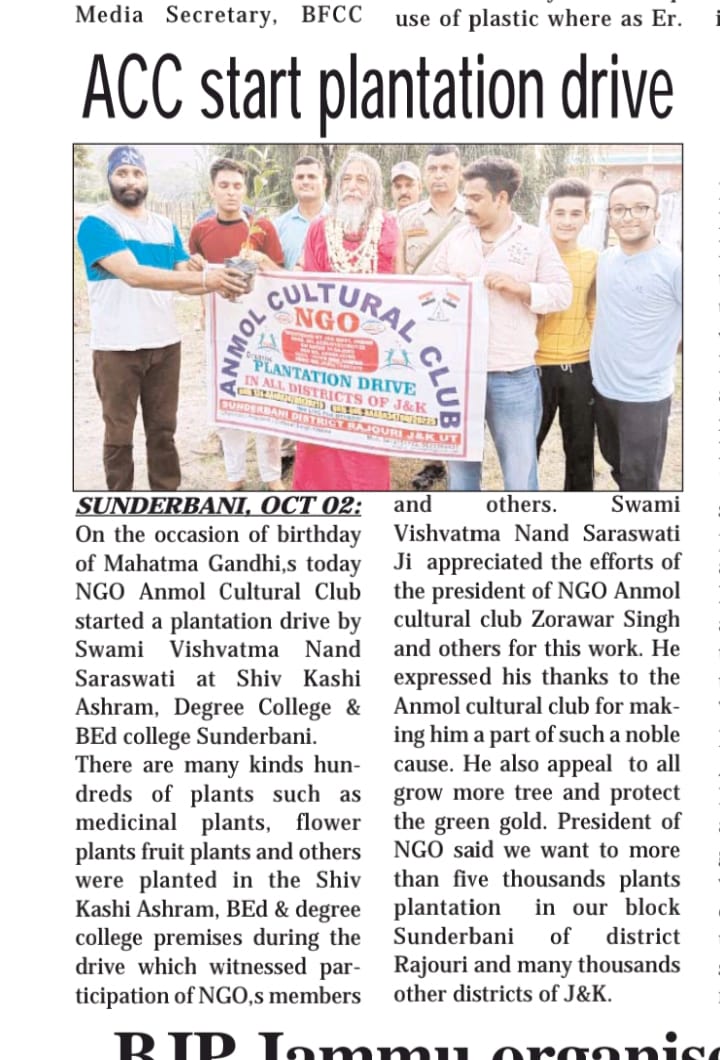 Media Secretary, BFCC
use of plastic where as Er.
ACC start plantation drive
ANMOL CULTURAL CLUB
NGO
PLANTATION DRIVE
IN ALL DISTRICTS OF J&K
SUNDERBANI DISTRICT RAJOURI J&K UT
SUNDERBANI, OCT 02:
On the occasion of birthday
of Mahatma Gandhi,s today
NGO Anmol Cultural Club
started a plantation drive by
Swami Vishvatma Nand
Saraswati at Shiv Kashi
Ashram, Degree College &
BEd college Sunderbani.
There are many kinds hun-
dreds of plants such as
medicinal plants, flower
plants fruit plants and others
were planted in the Shiv
Kashi Ashram, BEd & degree
college premises during the
drive which witnessed par-
ticipation of NGO,s members
and others. Swami
Vishvatma Nand Saraswati
Ji appreciated the efforts of
the president of NGO Anmol
cultural club Zorawar Singh
and others for this work. He
expressed his thanks to the
Anmol cultural club for mak-
ing him a part of such a noble
cause. He also appeal to all
grow more tree and protect
the green gold. President of
NGO said we want to more
than five thousands plants
plantation in our block
Sunderbani of district
Rajouri and many thousands
other districts of J&K.
BJP Jammu organise